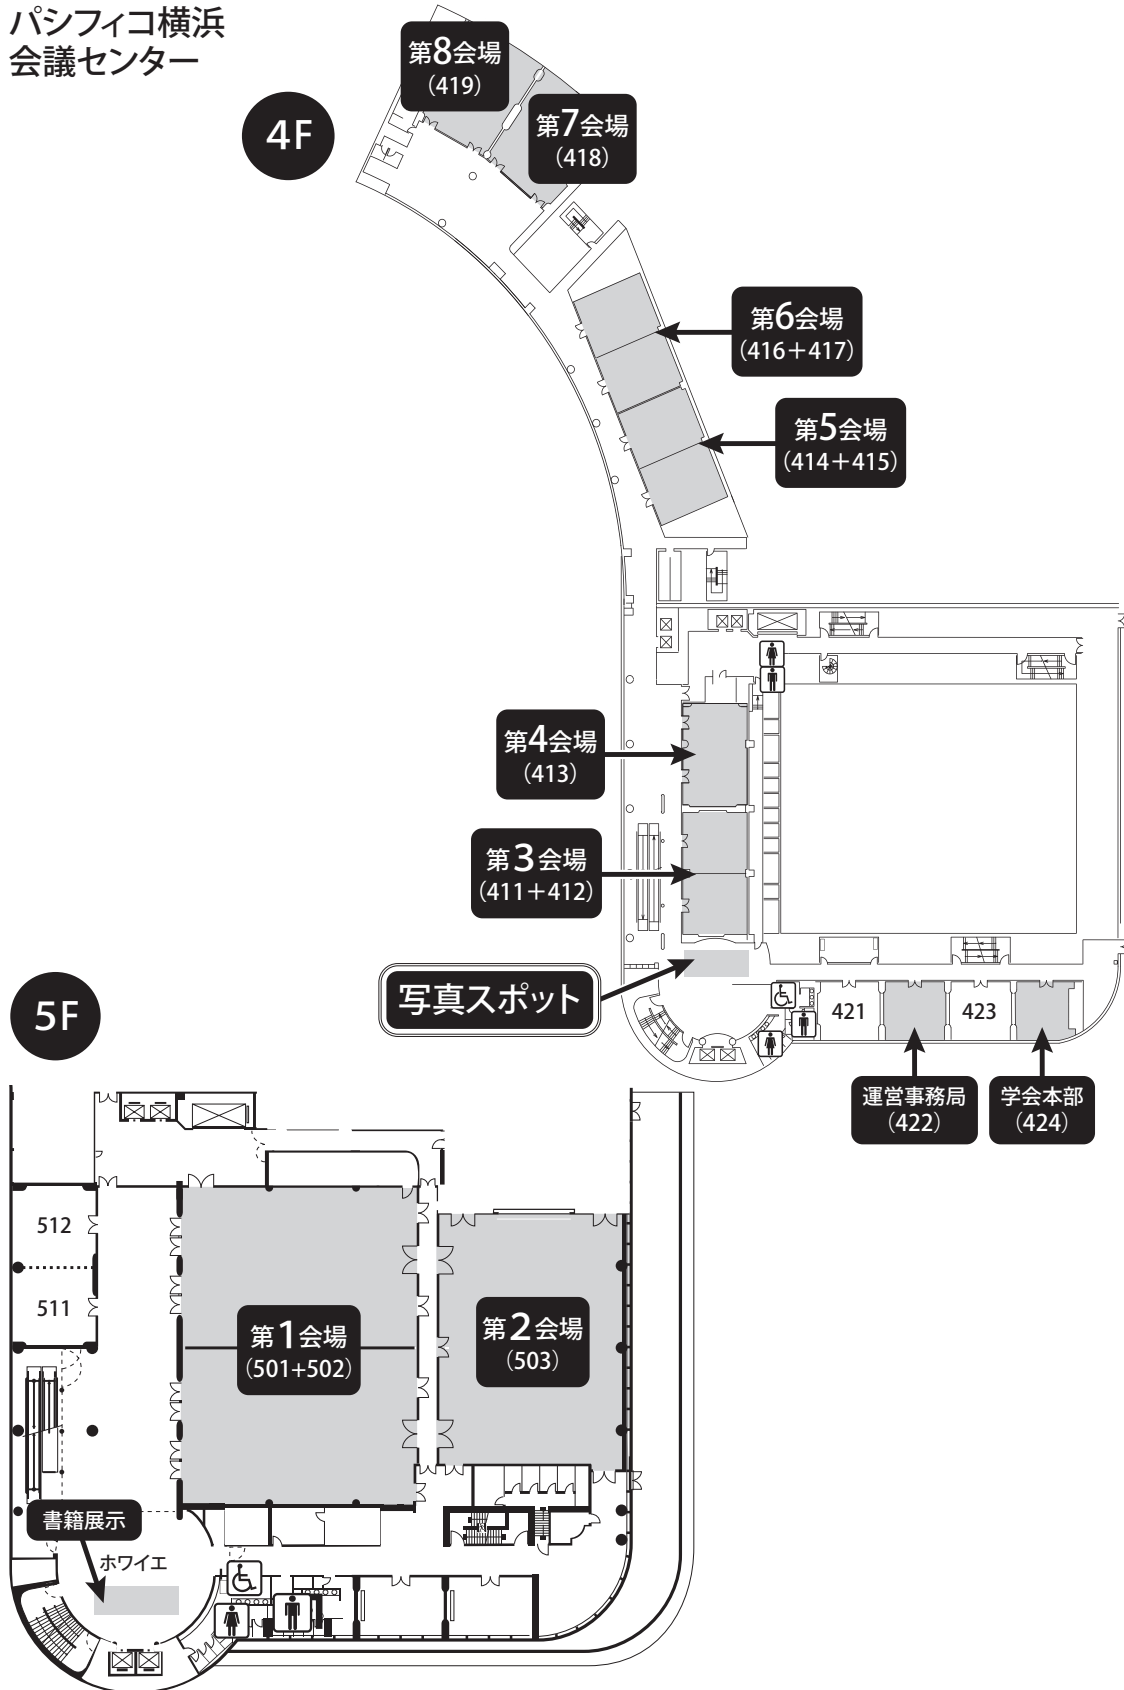 パシフィコ横浜
会議センター
4F
第8会場
(419)
第7会場
(418)
第6会場
(416＋417)
第5会場
(414＋415)
第4会場
(413)
第3会場
(411＋412)
写真スポット
421
423
運営事務局
(422)
学会本部
(424)
5F
512
511
第1会場
(501+502)
第2会場
(503)
書籍展示
ホワイエ